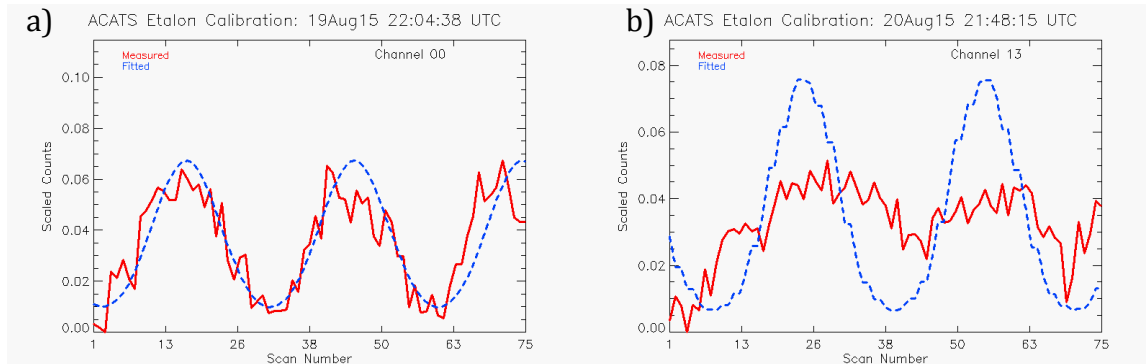 a)
ACATS Etalon Calibration: 19Aug15 22:04:38 UTC
Measured
Fitted
Channel 00
0.10
0.08
0.06
0.04
0.02
0.00
Scaled Counts
1 13 26 38 50 63 75
Scan Number
b)
ACATS Etalon Calibration: 20Aug15 21:48:15 UTC
Measured
Fitted
Channel 13
0.08
0.06
0.04
0.02
0.00
Scaled Counts
1 13 26 38 50 63 75
Scan Number